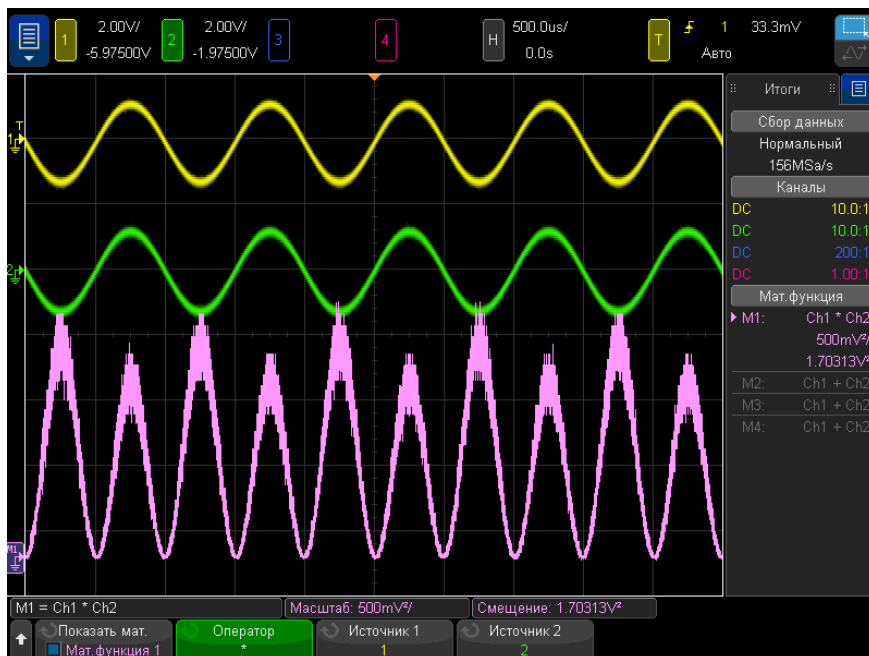 1 2.00V/ -5.97500V
2 2.00V/ -1.97500V
3
4
H 500.0us/ 0.0s
T 1 33.3mV Авто
Итоги
Сбор данных
Нормальный
156MSa/s
Каналы
DC 10.0:1
DC 10.0:1
DC 200:1
DC 1.00:1
Мат.функция
M1: Ch1 * Ch2
500mV²/
1.70313V²
M2: Ch1 + Ch2
M3: Ch1 + Ch2
M4: Ch1 + Ch2
T
1
2
M1
M1 = Ch1 * Ch2
Масштаб: 500mV²/
Смещение: 1.70313V²
Показать мат.
Мат.функция 1
Оператор
*
Источник 1
1
Источник 2
2